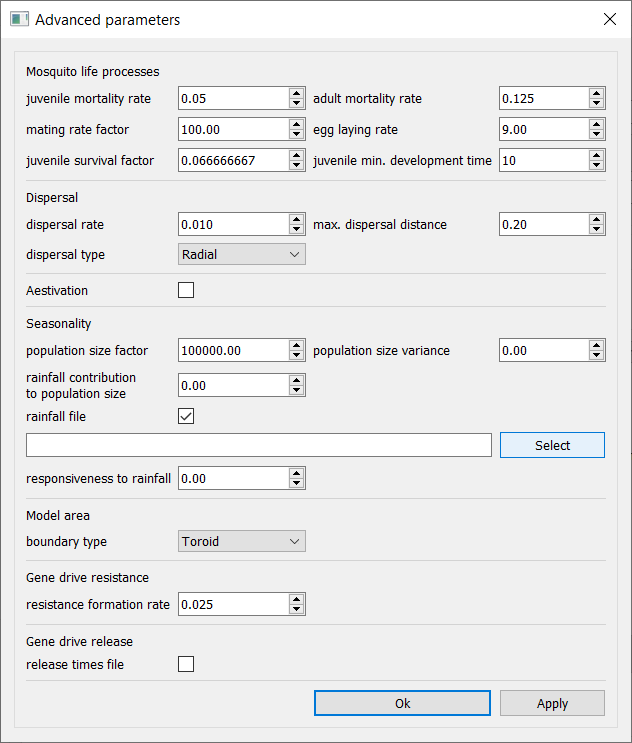 Advanced parameters
Mosquito life processes
juvenile mortality rate 0.05 adult mortality rate 0.125
mating rate factor 100.00 egg laying rate 9.00
juvenile survival factor 0.066666667 juvenile min. development time 10
Dispersal
dispersal rate 0.010 max. dispersal distance 0.20
dispersal type Radial
Aestivation
Seasonality
population size factor 100000.00 population size variance 0.00
rainfall contribution
to population size 0.00
rainfall file
Select
responsiveness to rainfall 0.00
Model area
boundary type Toroid
Gene drive resistance
resistance formation rate 0.025
Gene drive release
release times file
Ok Apply